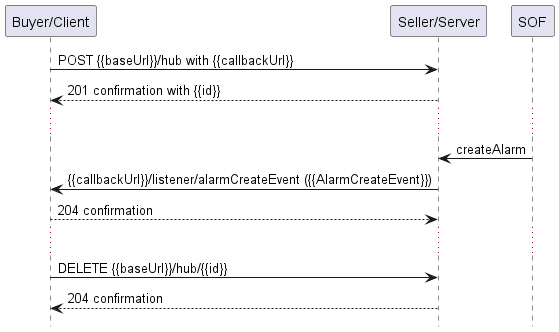 Buyer/Client
Seller/Server
SOF
POST {{baseUrl}}/hub with {{callbackUrl}}
201 confirmation with {{id}}
createAlarm
{{callbackUrl}}/listener/alarmCreateEvent ({{AlarmCreateEvent}})
204 confirmation
DELETE {{baseUrl}}/hub/{{id}}
204 confirmation